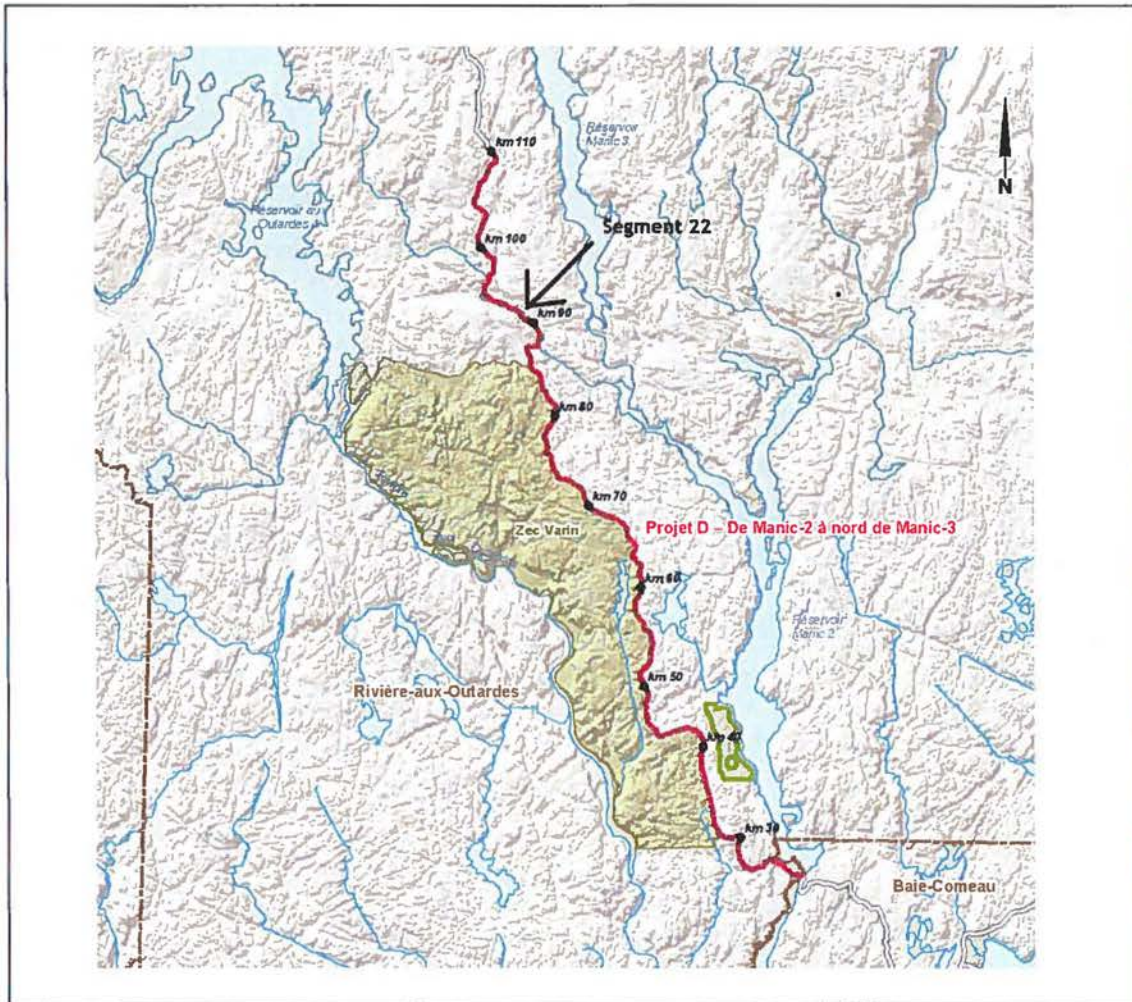 km 110
Réservoir
Manic 3
N
Réservoir aux
Outardes 4
Segment 22
km 100
km 90
km 80
km 70
Zec Varin
Projet D – De Manic-2 à nord de Manic-3
km 60
Réservoir
Manic 2
km 50
Rivière-aux-Outardes
km 40
km 30
Baie-Comeau